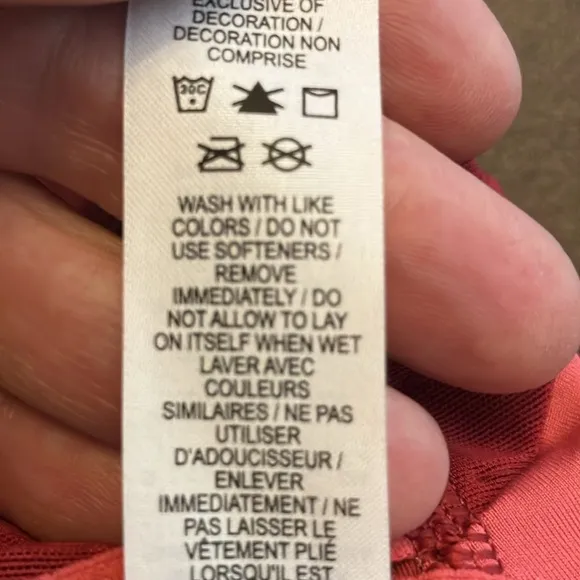 EXCLUSIVE OF
DECORATION /
DECORATION NON
COMPRISE
30C
WASH WITH LIKE
COLORS / DO NOT
USE SOFTENERS /
REMOVE
IMMEDIATELY / DO
NOT ALLOW TO LAY
ON ITSELF WHEN WET
LAVER AVEC
COULEURS
SIMILAIRES / NE PAS
UTILISER
D'ADOUCISSEUR /
ENLEVER
IMMÉDIATEMENT / NE
PAS LAISSER LE
VÊTEMENT PLIÉ
LORSQU'IL EST